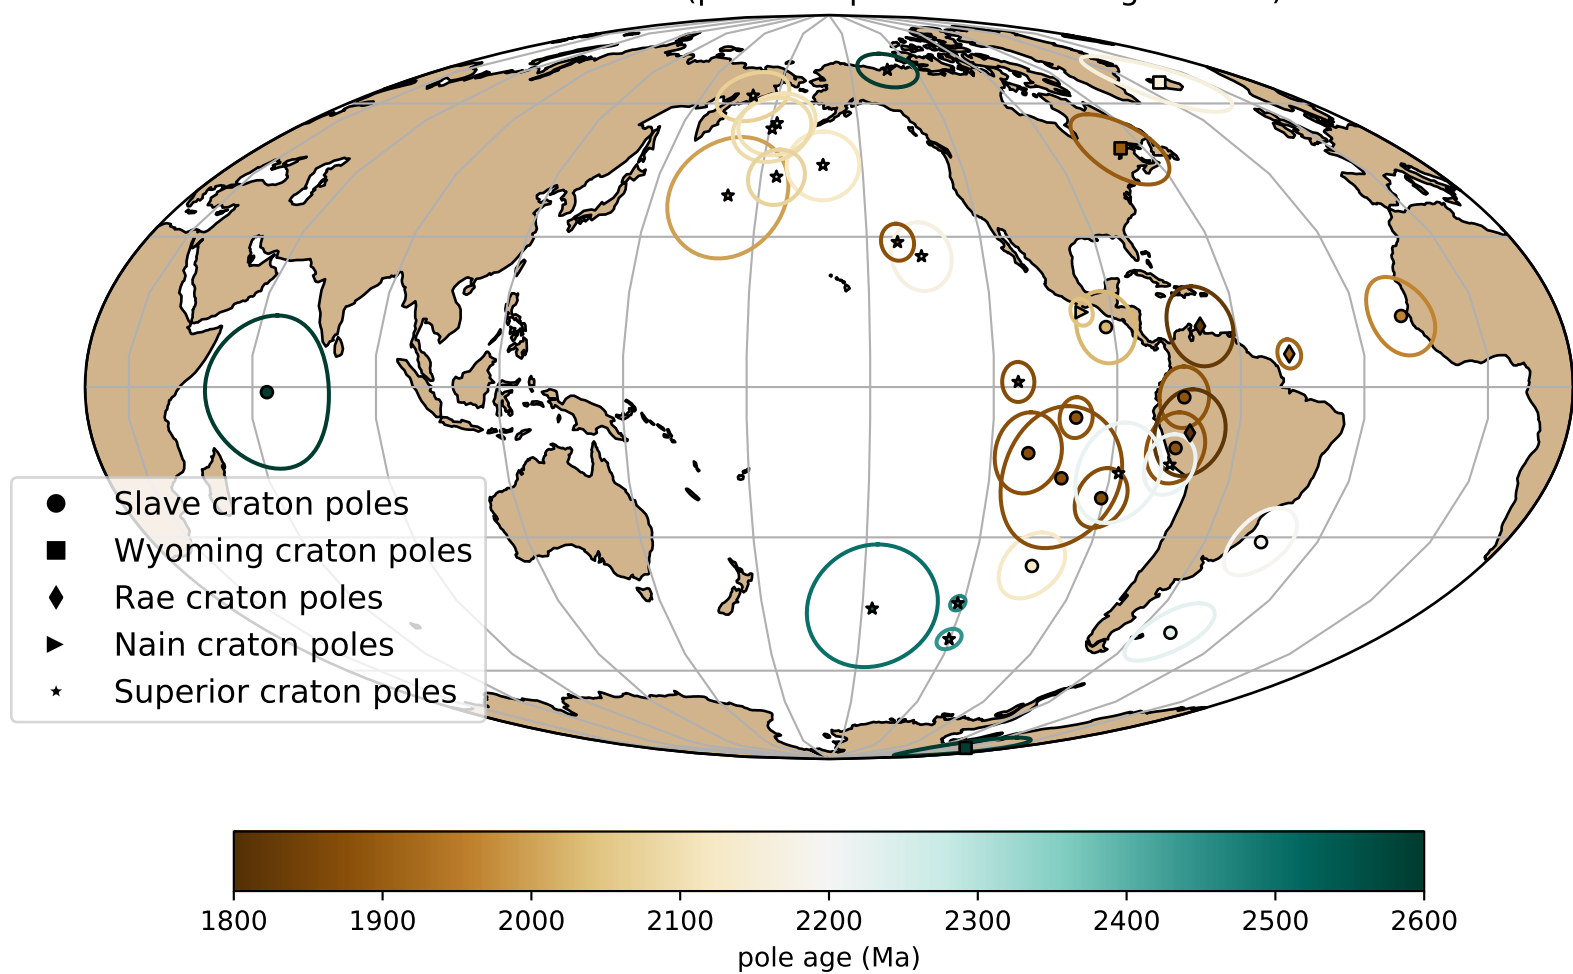 Slave craton poles
Wyoming craton poles
Rae craton poles
Nain craton poles
Superior craton poles
1800 1900 2000 2100 2200 2300 2400 2500 2600
pole age (Ma)